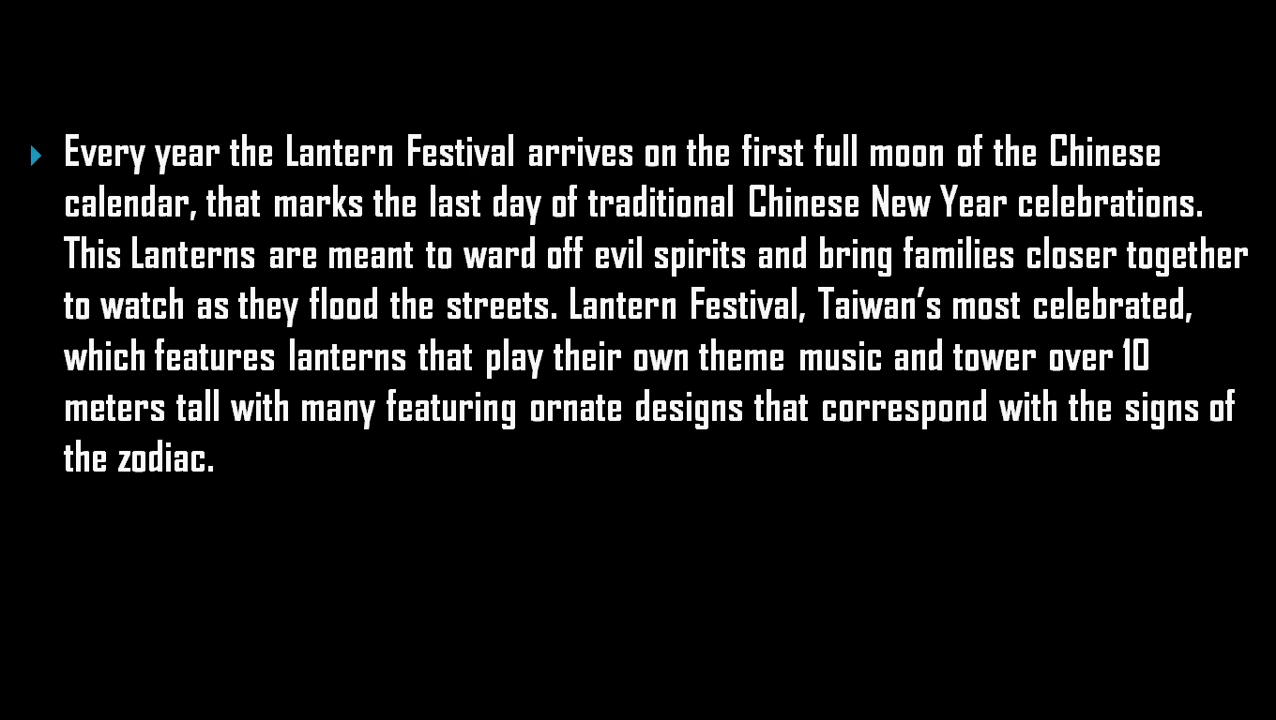 Every year the Lantern Festival arrives on the first full moon of the Chinese
calendar, that marks the last day of traditional Chinese New Year celebrations.
This Lanterns are meant to ward off evil spirits and bring families closer together
to watch as they flood the streets. Lantern Festival, Taiwan's most celebrated,
which features lanterns that play their own theme music and tower over 10
meters tall with many featuring ornate designs that correspond with the signs of
the zodiac.